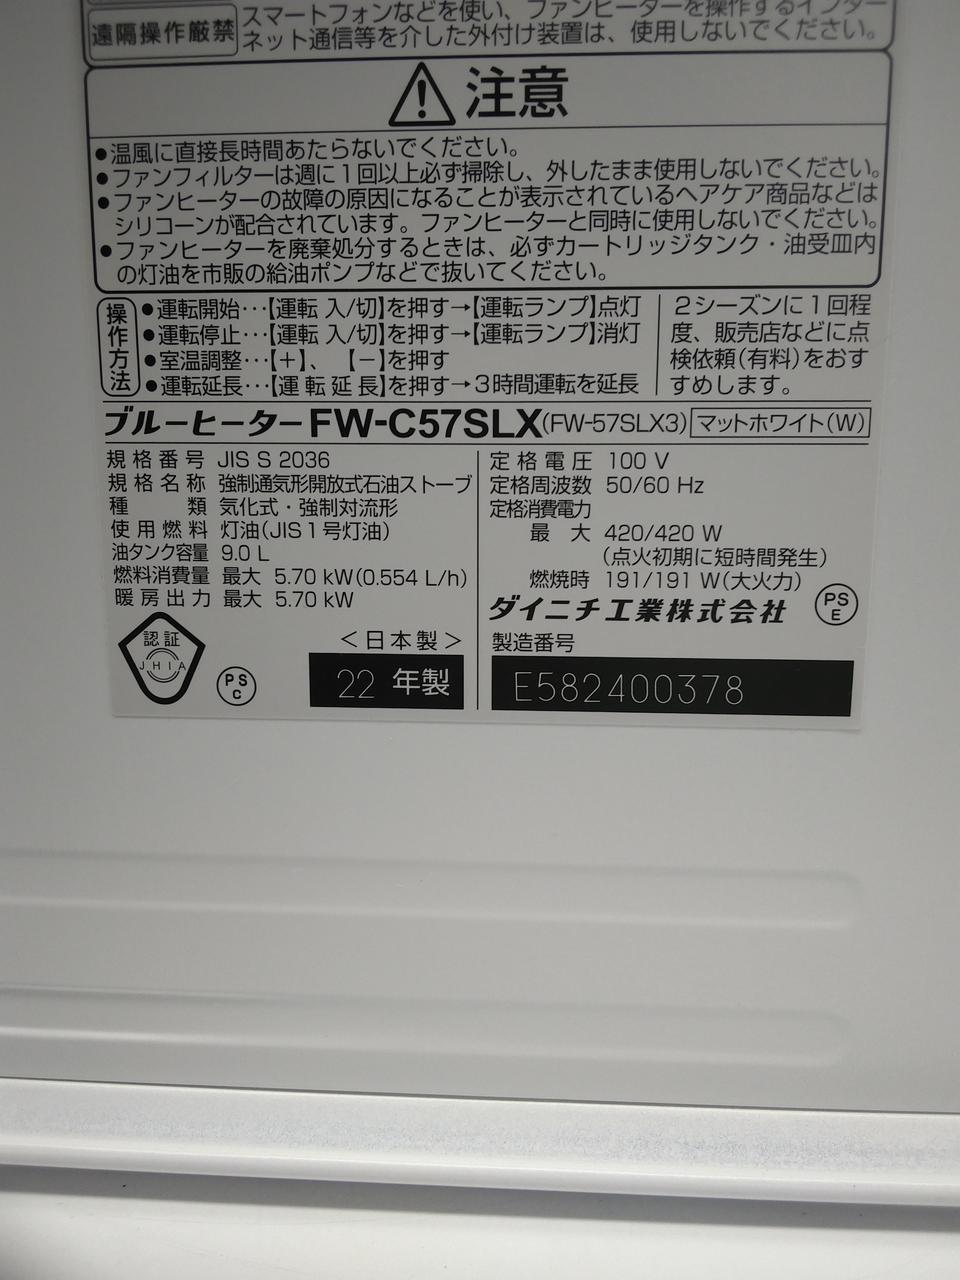 遠隔操作厳禁
スマートフォンなどを使い、ファンヒーターを操作するインター
ネット通信等を介した外付け装置は、使用しないでください。
注意
●温風に直接長時間あたらないでください。
●ファンフィルターは週に1回以上必ず掃除し、外したまま使用しないでください。
●ファンヒーターの故障の原因になることが表示されているヘアケア商品などは
シリコーンが配合されています。ファンヒーターと同時に使用しないでください。
●ファンヒーターを廃棄処分するときは、必ずカートリッジタンク・油受皿内
の灯油を市販の給油ポンプなどで抜いてください。
操作方法
●運転開始…【運転 入/切】を押す→【運転ランプ】点灯
●運転停止…【運転 入/切】を押す→【運転ランプ】消灯
●室温調整…【+】、【-】を押す
●運転延長…【運転延長】を押す→3時間運転を延長
2シーズンに1回程
度、販売店などに点
検依頼(有料)をおす
すめします。
ブルーヒーター FW-C57SLX(FW-57SLX3) マットホワイト(W)
規格番号 JIS S 2036
規格名称 強制通気形開放式石油ストーブ
種類 気化式・強制対流形
使用燃料 灯油(JIS1号灯油)
油タンク容量 9.0 L
燃料消費量 最大 5.70 kW(0.554 L/h)
暖房出力 最大 5.70 kW
認証
JHIA
PS
C
<日本製>
22 年製
定格電圧 100 V
定格周波数 50/60 Hz
定格消費電力
最大 420/420 W
(点火初期に短時間発生)
燃焼時 191/191 W(大火力)
ダイニチ工業株式会社
PS
E
製造番号
E582400378